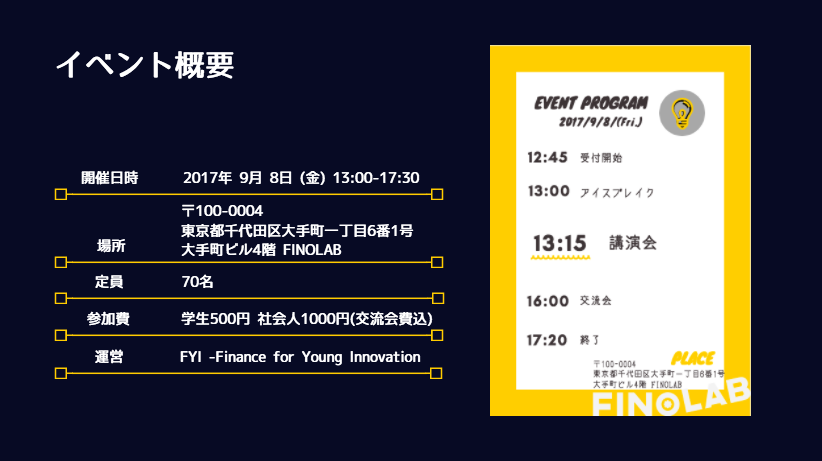 イベント概要
開催日時 2017年 9月 8日 (金) 13:00-17:30
〒100-0004
東京都千代田区大手町一丁目6番1号
場所 大手町ビル4階 FINOLAB
定員 70名
参加費 学生500円 社会人1000円(交流会費込)
運営 FYI -Finance for Young Innovation
EVENT PROGRAM
2017/9/8/(Fri.)
12:45 受付開始
13:00 アイスブレイク
13:15 講演会
16:00 交流会
17:20 終了
PLACE
〒100-0004
東京都千代田区大手町一丁目6番1号
大手町ビル4階 FINOLAB
FINOLAB